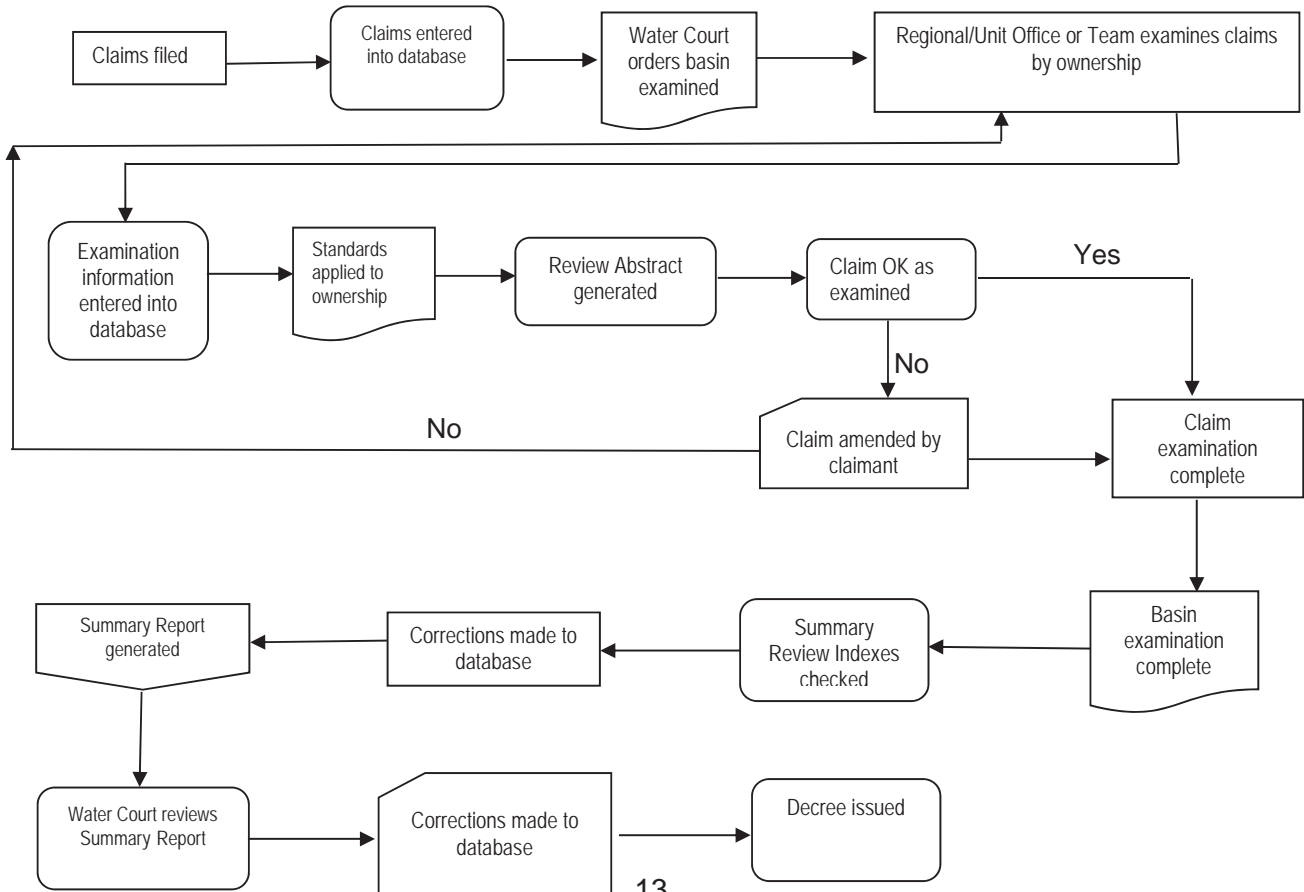 Claims filed
Claims entered
into database
Water Court
orders basin
examined
Regional/Unit Office or Team examines claims
by ownership
Examination
information
entered into
database
Standards
applied to
ownership
Review Abstract
generated
Claim OK as
examined
Yes
No
No
Claim amended by
claimant
Claim
examination
complete
Summary Report
generated
Corrections made to
database
Summary
Review Indexes
checked
Basin
examination
complete
Water Court reviews
Summary Report
Corrections made to
database
Decree issued
13